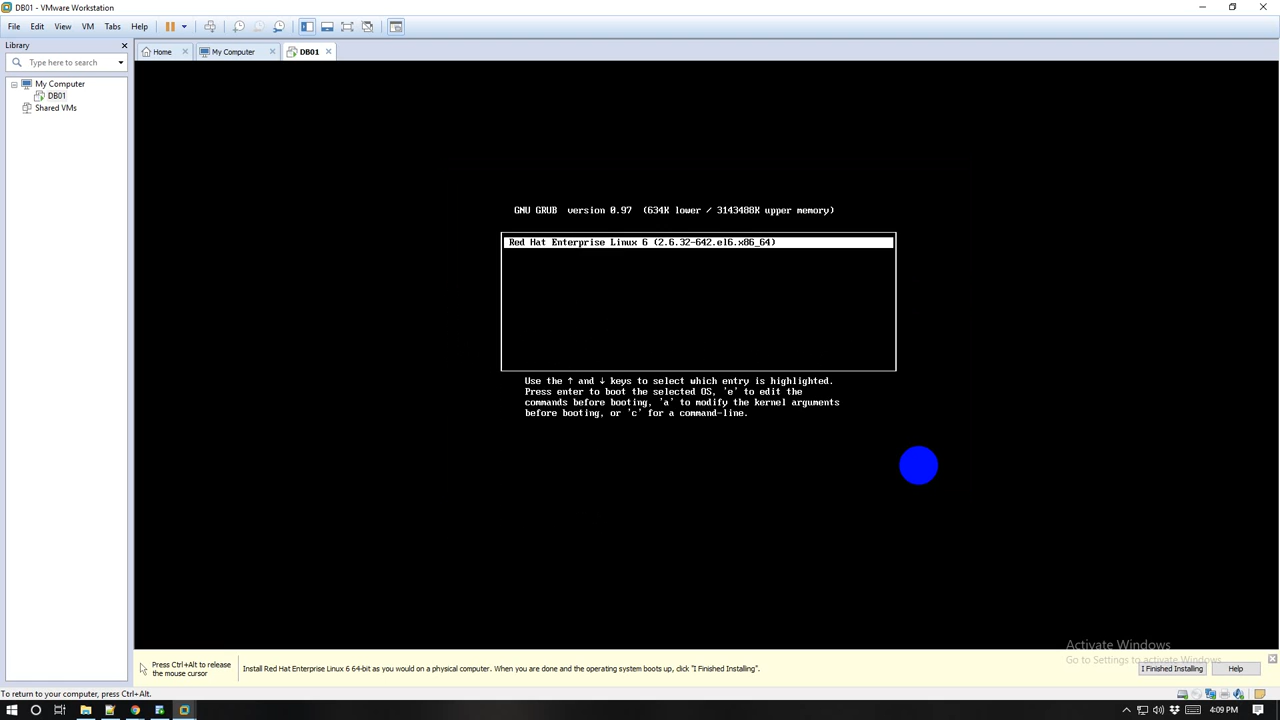 DB01 - VMware Workstation
File Edit View VM Tabs Help
Library
Type here to search
My Computer
DB01
Shared VMs
Home
My Computer
DB01
GNU GRUB version 0.97 (634K lower / 3143488K upper memory)
Red Hat Enterprise Linux 6 (2.6.32-642.el6.x86_64)
Use the ↑ and ↓ keys to select which entry is highlighted.
Press enter to boot the selected OS, 'e' to edit the
commands before booting, 'a' to modify the kernel arguments
before booting, or 'c' for a command-line.
Activate Windows
Go to Settings to activate Windows.
Press Ctrl+Alt to release
the mouse cursor
Install Red Hat Enterprise Linux 6 64-bit as you would on a physical computer. When you are done and the operating system boots up, click "I Finished Installing".
I Finished Installing
Help
To return to your computer, press Ctrl+Alt.
4:09 PM